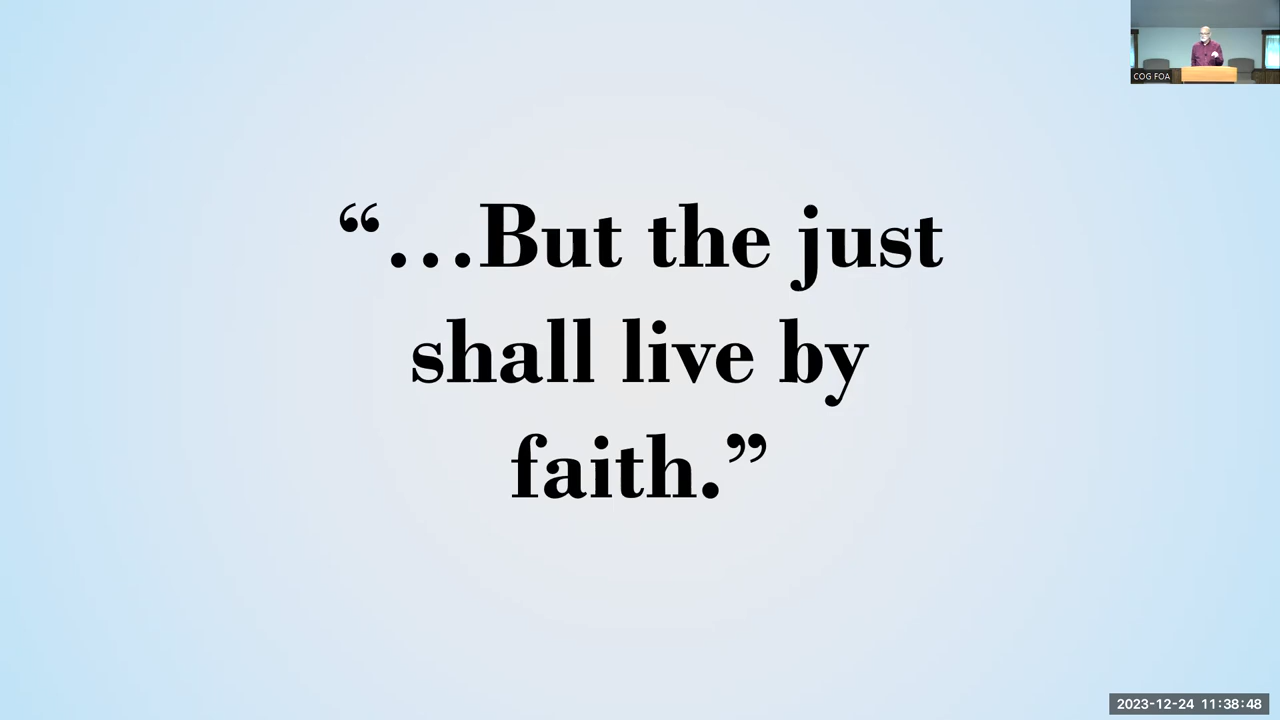 COG FOA
“...But the just
shall live by
faith.”
2023-12-24 11:38:48